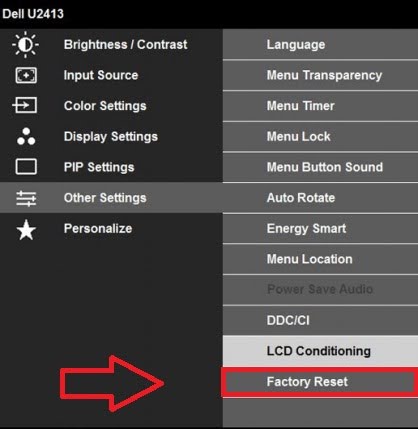 Dell U2413
Brightness / Contrast
Input Source
Color Settings
Display Settings
PIP Settings
Other Settings
Personalize
Language
Menu Transparency
Menu Timer
Menu Lock
Menu Button Sound
Auto Rotate
Energy Smart
Menu Location
Power Save Audio
DDC/CI
LCD Conditioning
Factory Reset